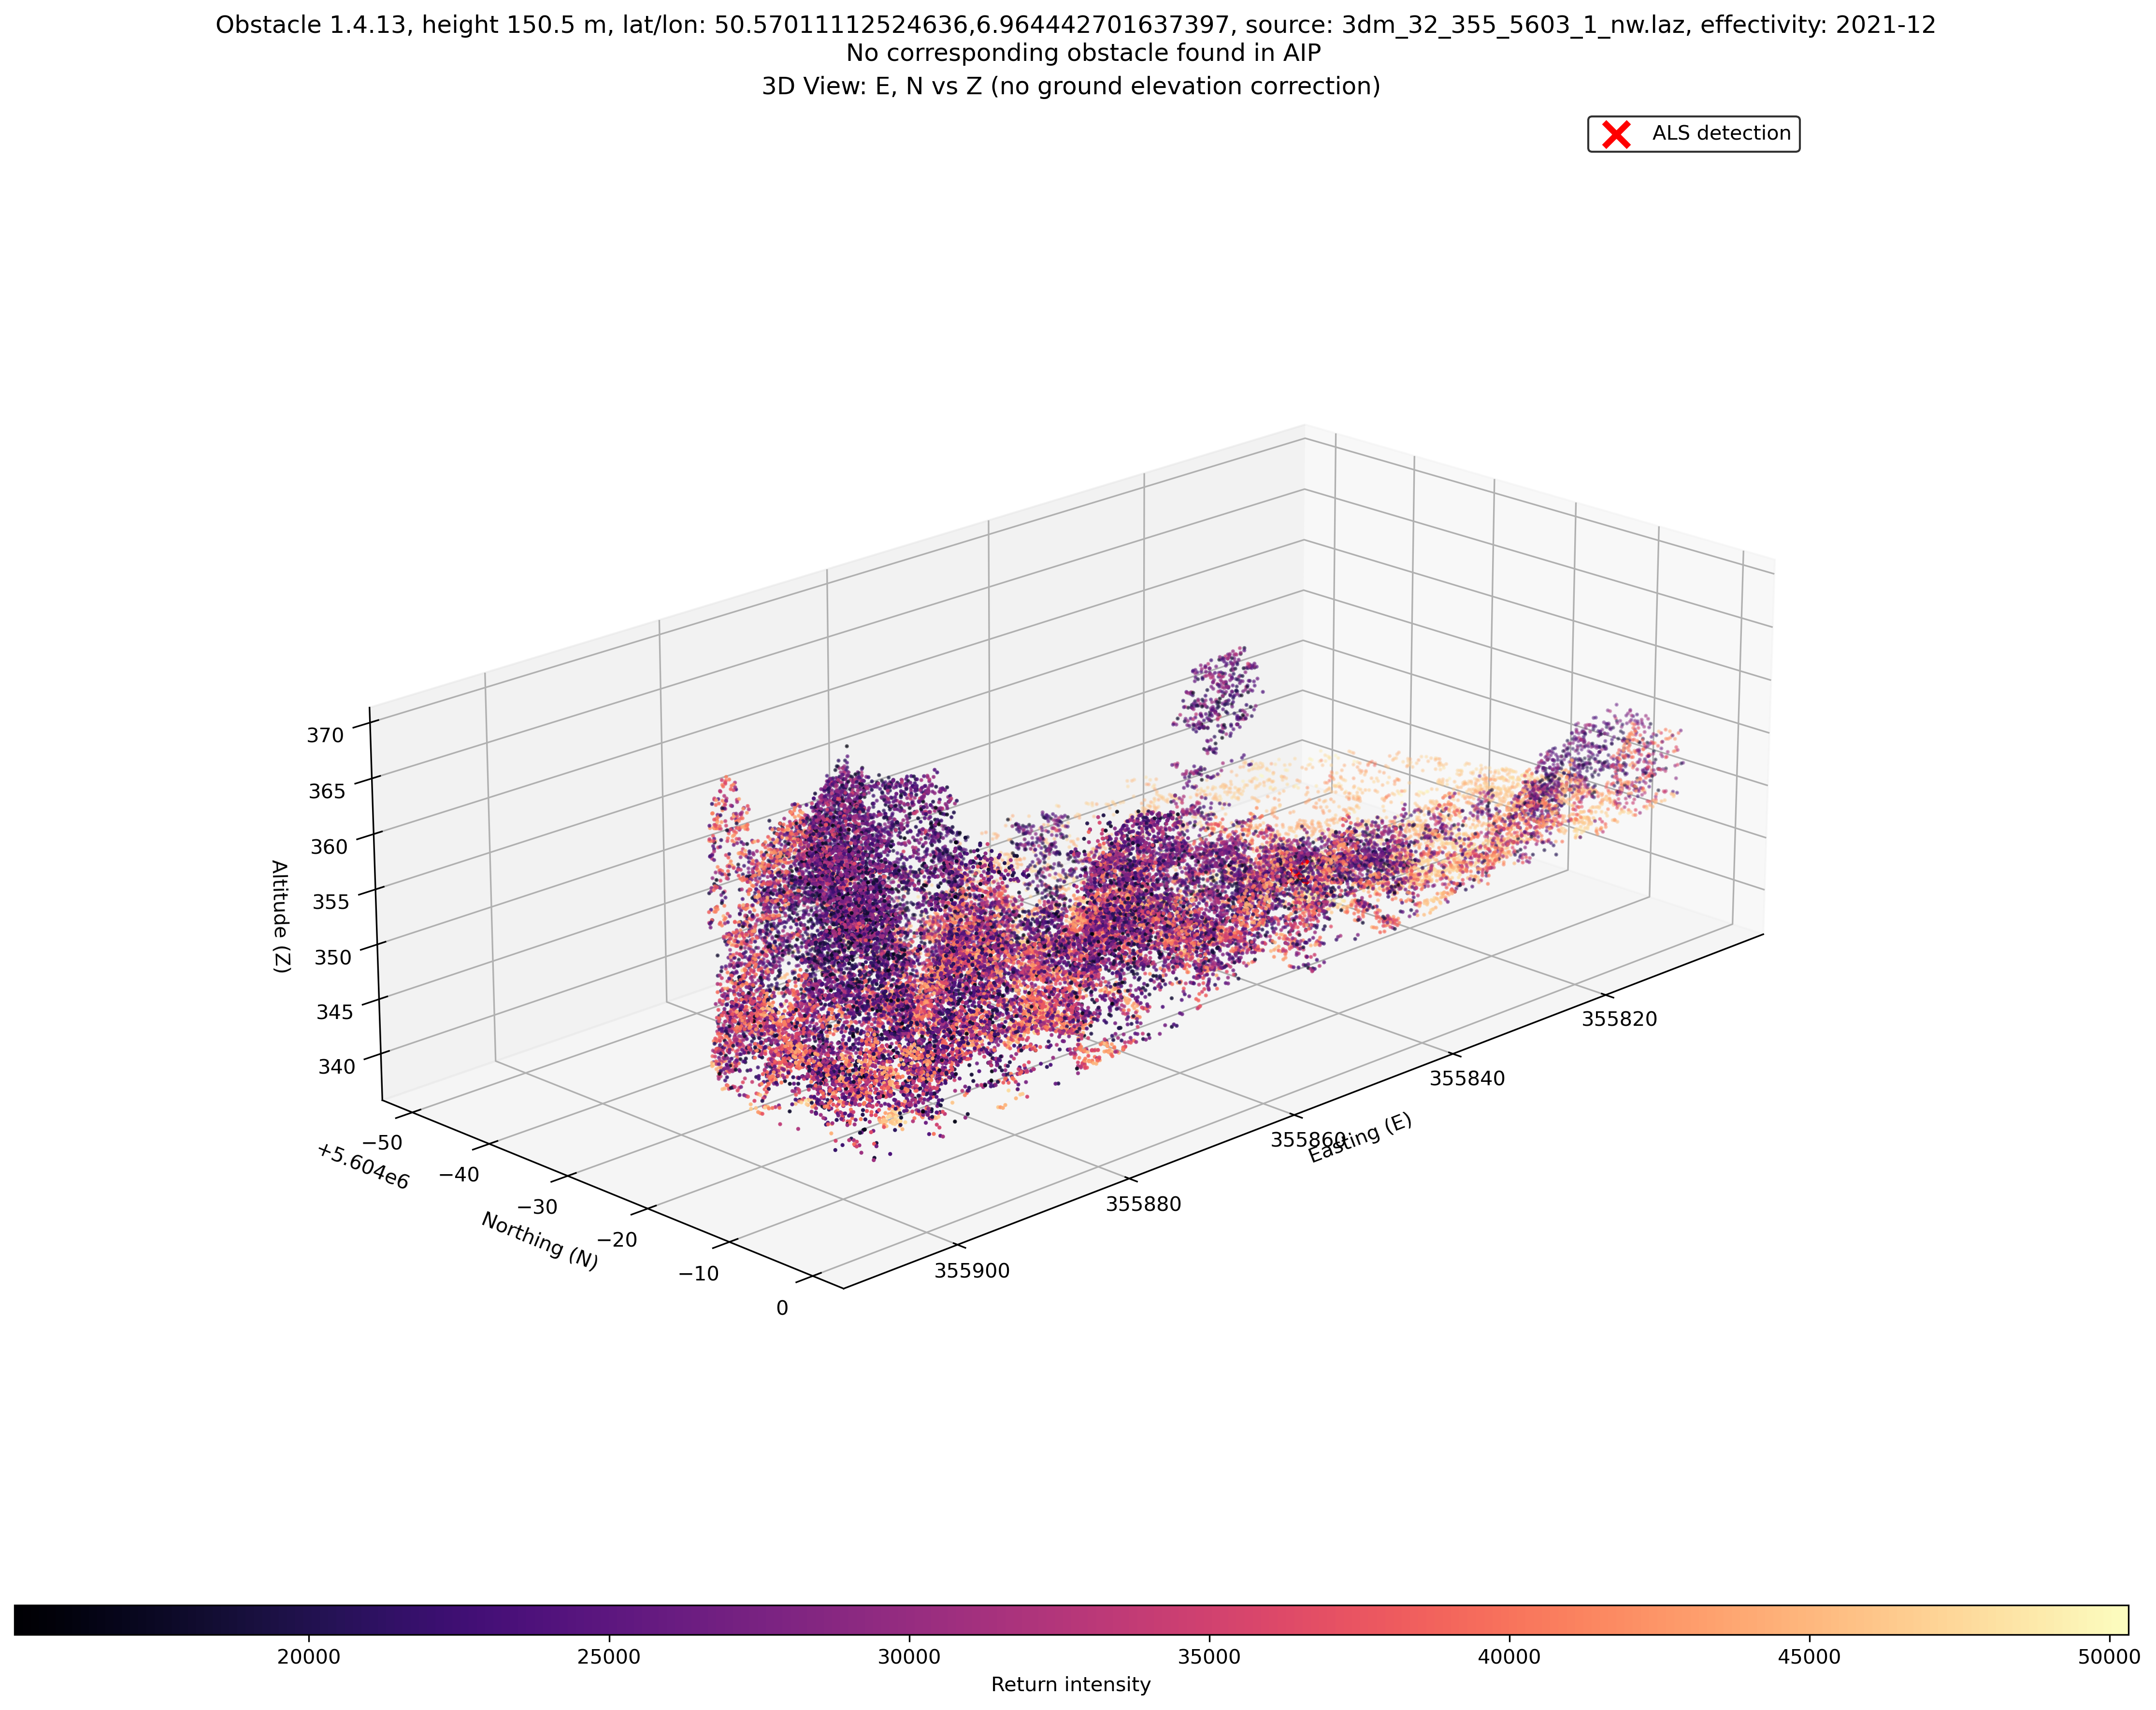 Obstacle 1.4.13, height 150.5 m, lat/lon: 50.57011112524636,6.964442701637397, source: 3dm_32_355_5603_1_nw.laz, effectivity: 2021-12
No corresponding obstacle found in AIP
3D View: E, N vs Z (no ground elevation correction)
ALS detection
370
365
360
355
350
345
340
Altitude (Z)
−50
−40
−30
−20
−10
0
+5.604e6
Northing (N)
355820
355840
355860
355880
355900
Easting (E)
20000
25000
30000
35000
40000
45000
50000
Return intensity